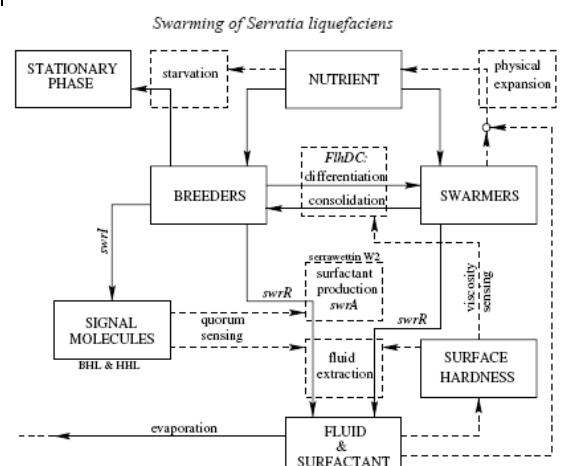 Swarming of Serratia liquefaciens
STATIONARY
PHASE
starvation
NUTRIENT
physical
expansion
FlhDC:
differentiation
consolidation
BREEDERS
SWARMERS
swrI
serrawettin W2
surfactant
production
swrA
swrR
swrR
viscosity
sensing
SIGNAL
MOLECULES
BHL & HHL
quorum
sensing
fluid
extraction
SURFACE
HARDNESS
evaporation
FLUID
&
SURFACTANT